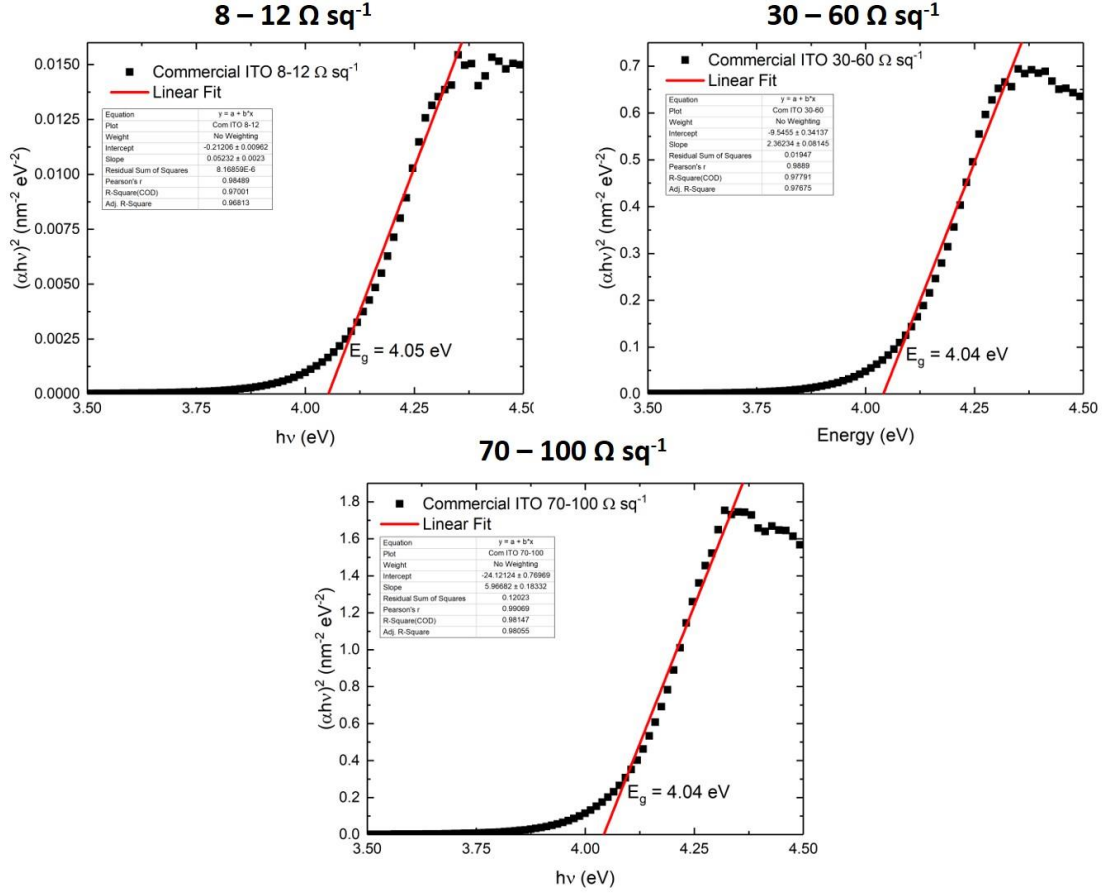 8 – 12 Ω sq⁻¹
Commercial ITO 8-12 Ω sq⁻¹
Linear Fit
Equation y = a + b*x
Plot Com ITO 8-12
Weight No Weighting
Intercept -0.21206 ± 0.00962
Slope 0.05232 ± 0.0023
Residual Sum of Squares 8.16859E-6
Pearson's r 0.98489
R-Square(COD) 0.97001
Adj. R-Square 0.96813
(αhν)² (nm⁻² eV⁻²)
0.0150
0.0125
0.0100
0.0075
0.0050
0.0025
0.0000
E_g = 4.05 eV
3.50 3.75 4.00 4.25 4.50
hν (eV)
30 – 60 Ω sq⁻¹
Commercial ITO 30-60 Ω sq⁻¹
Linear Fit
Equation y = a + b*x
Plot Com ITO 30-60
Weight No Weighting
Intercept -9.5455 ± 0.34137
Slope 2.36234 ± 0.08145
Residual Sum of Squares 0.01947
Pearson's r 0.9889
R-Square(COD) 0.97791
Adj. R-Square 0.97675
(αhν)² (nm⁻² eV⁻²)
0.7
0.6
0.5
0.4
0.3
0.2
0.1
0.0
E_g = 4.04 eV
3.50 3.75 4.00 4.25 4.50
Energy (eV)
70 – 100 Ω sq⁻¹
Commercial ITO 70-100 Ω sq⁻¹
Linear Fit
Equation y = a + b*x
Plot Com ITO 70-100
Weight No Weighting
Intercept -24.12124 ± 0.76969
Slope 5.96682 ± 0.18332
Residual Sum of Squares 0.12023
Pearson's r 0.99069
R-Square(COD) 0.98147
Adj. R-Square 0.98055
(αhν)² (nm⁻² eV⁻²)
1.8
1.6
1.4
1.2
1.0
0.8
0.6
0.4
0.2
0.0
E_g = 4.04 eV
3.50 3.75 4.00 4.25 4.50
hν (eV)